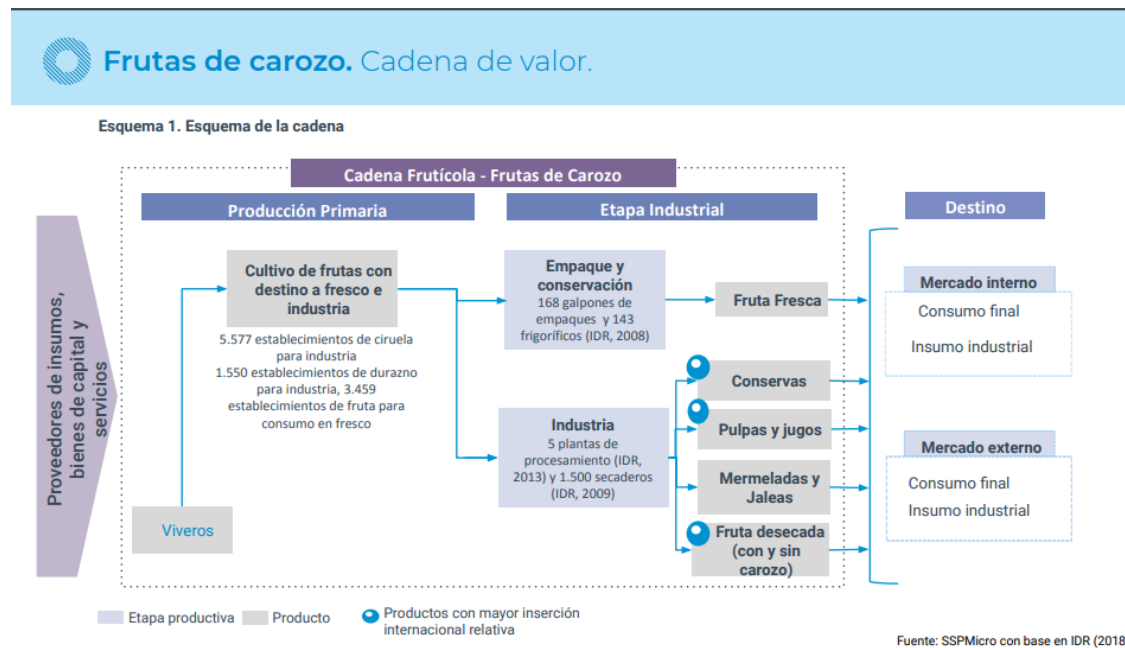 Frutas de carozo. Cadena de valor.
Esquema 1. Esquema de la cadena
Cadena Frutícola - Frutas de Carozo
Producción Primaria
Etapa Industrial
Destino
Proveedores de insumos,
bienes de capital y
servicios
Viveros
Cultivo de frutas con
destino a fresco e
industria
5.577 establecimientos de ciruela
para industria
1.550 establecimientos de durazno
para industria, 3.459
establecimientos de fruta para
consumo en fresco
Empaque y
conservación
168 galpones de
empaques y 143
frigoríficos (IDR, 2008)
Industria
5 plantas de
procesamiento (IDR,
2013) y 1.500 secaderos
(IDR, 2009)
Fruta Fresca
Conservas
Pulpas y jugos
Mermeladas y
Jaleas
Fruta desecada
(con y sin
carozo)
Mercado interno
Consumo final
Insumo industrial
Mercado externo
Consumo final
Insumo industrial
Etapa productiva
Producto
Productos con mayor inserción
internacional relativa
Fuente: SSPMicro con base en IDR (2018